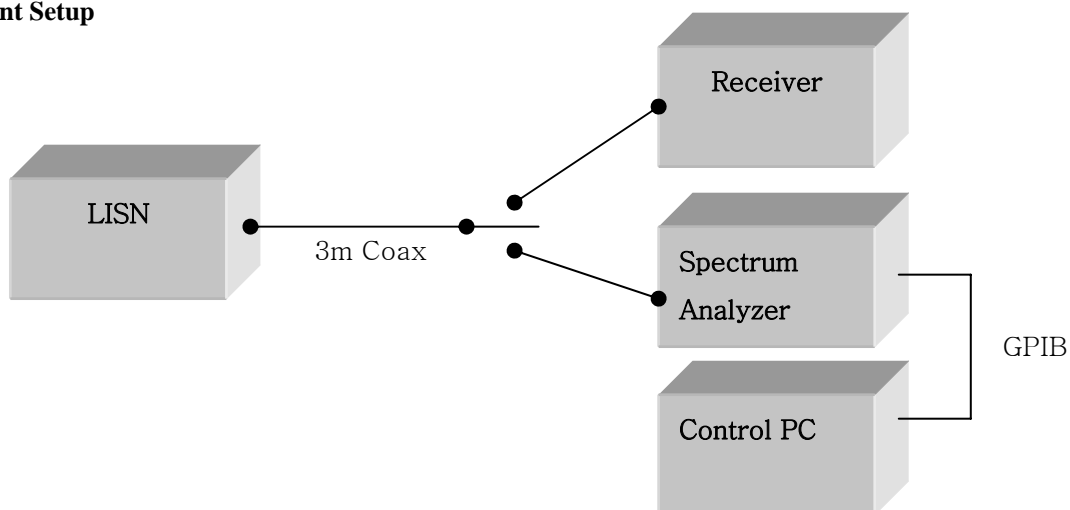 nt Setup
Receiver
LISN
3m Coax
Spectrum
Analyzer
GPIB
Control PC